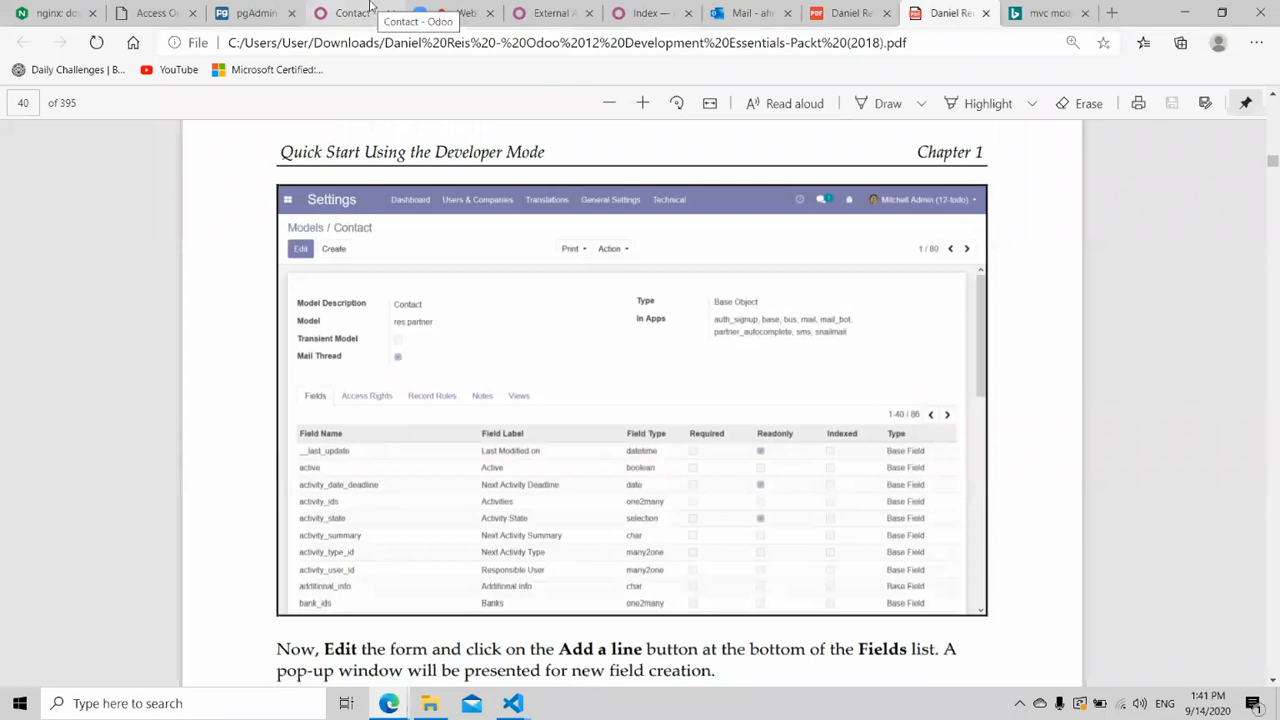 nginx: do
Access Od
pgAdmin
Contact
Web
External A
Index - O
Mail - ah
Daniel Re
Daniel Re
mvc mod
Contact - Odoo
File
C:/Users/User/Downloads/Daniel%20Reis%20-%20Odoo%2012%20Development%20Essentials-Packt%20(2018).pdf
Daily Challenges | B...
YouTube
Microsoft Certified:...
40
of 395
Read aloud
Draw
Highlight
Erase
Quick Start Using the Developer Mode
Chapter 1
Settings
Dashboard
Users & Companies
Translations
General Settings
Technical
Mitchell Admin (12-todo)
Models / Contact
Edit
Create
Print
Action
1 / 80
Model Description
Contact
Type
Base Object
Model
res.partner
In Apps
auth_signup, base, bus, mail, mail_bot,
partner_autocomplete, sms, snailmail
Transient Model
Mail Thread
Fields
Access Rights
Record Rules
Notes
Views
1-40 / 86
Field Name
Field Label
Field Type
Required
Readonly
Indexed
Type
__last_update
Last Modified on
datetime
Base Field
active
Active
boolean
Base Field
activity_date_deadline
Next Activity Deadline
date
Base Field
activity_ids
Activities
one2many
Base Field
activity_state
Activity State
selection
Base Field
activity_summary
Next Activity Summary
char
Base Field
activity_type_id
Next Activity Type
many2one
Base Field
activity_user_id
Responsible User
many2one
Base Field
additional_info
Additional info
char
Base Field
bank_ids
Banks
one2many
Base Field
Now, Edit the form and click on the Add a line button at the bottom of the Fields list. A
pop-up window will be presented for new field creation.
Type here to search
ENG
1:41 PM
9/14/2020